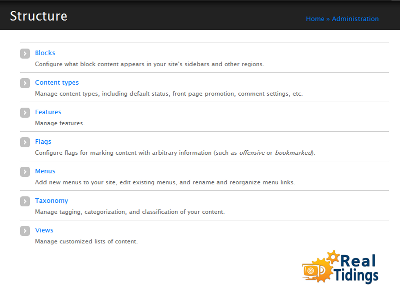 Structure
Home » Administration
Blocks
Configure what block content appears in your site's sidebars and other regions.
Content types
Manage content types, including default status, front page promotion, comment settings, etc.
Features
Manage features
Flags
Configure flags for marking content with arbitrary information (such as offensive or bookmarked).
Menus
Add new menus to your site, edit existing menus, and rename and reorganize menu links.
Taxonomy
Manage tagging, categorization, and classification of your content.
Views
Manage customized lists of content.
Real
Tidings